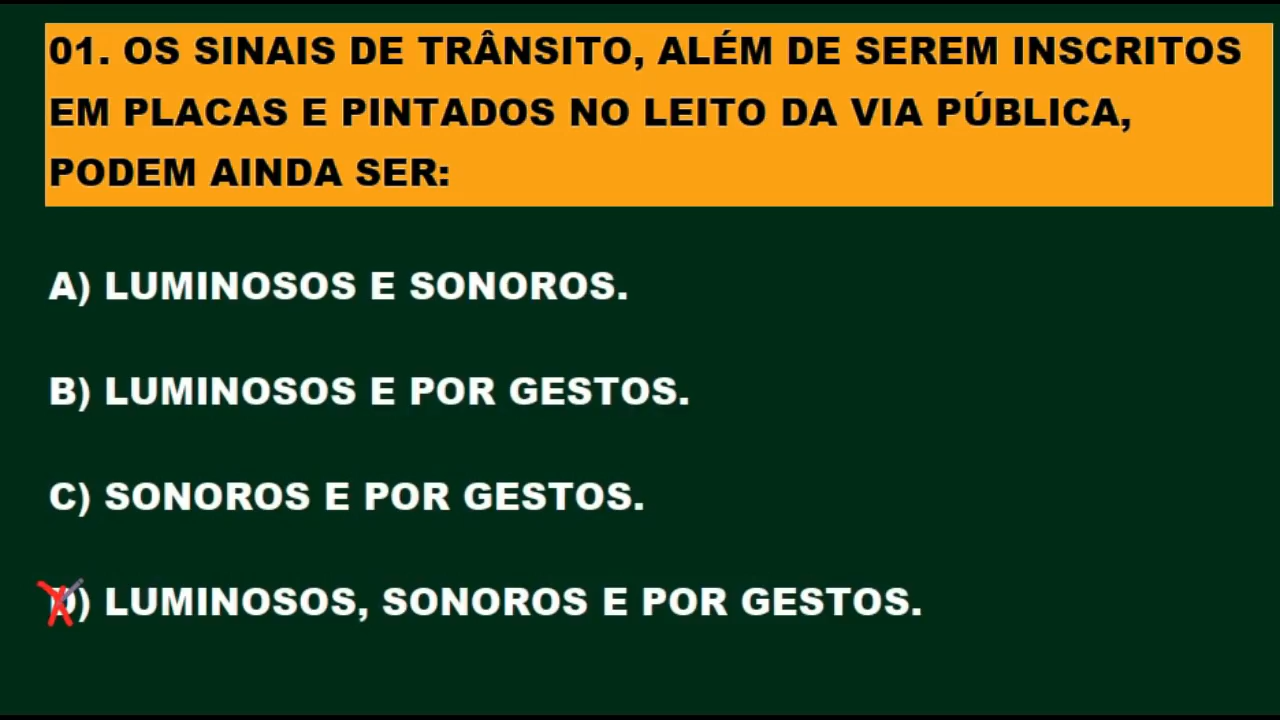 01. OS SINAIS DE TRÂNSITO, ALÉM DE SEREM INSCRITOS
EM PLACAS E PINTADOS NO LEITO DA VIA PÚBLICA,
PODEM AINDA SER:
A) LUMINOSOS E SONOROS.
B) LUMINOSOS E POR GESTOS.
C) SONOROS E POR GESTOS.
D) LUMINOSOS, SONOROS E POR GESTOS.